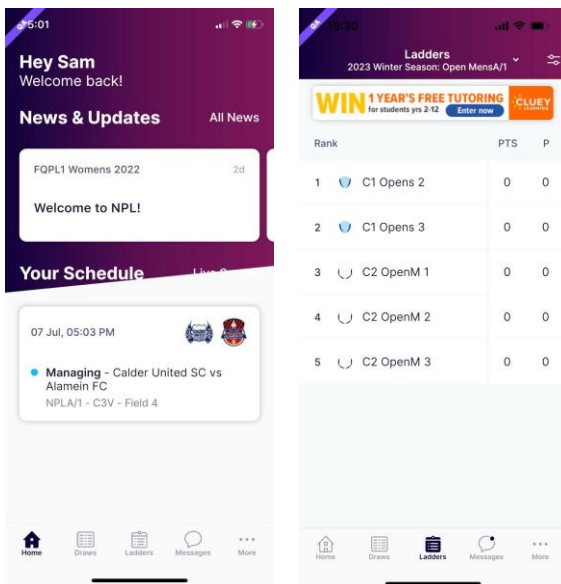 5:01
Hey Sam
Welcome back!
News & Updates
All News
FQPL1 Womens 2022
2d
Welcome to NPL!
Your Schedule
07 Jul, 05:03 PM
Managing - Calder United SC vs
Alamein FC
NPLA/1 - C3V - Field 4
Home
Draws
Ladders
Messages
More
10:30
Ladders
2023 Winter Season: Open MensA/1
WIN 1 YEAR'S FREE TUTORING
for students yrs 2-12
Enter now
CLUEY
LEARNING
Rank
PTS
P
1 C1 Opens 2 0 0
2 C1 Opens 3 0 0
3 C2 OpenM 1 0 0
4 C2 OpenM 2 0 0
5 C2 OpenM 3 0 0
Home
Draws
Ladders
Messages
More